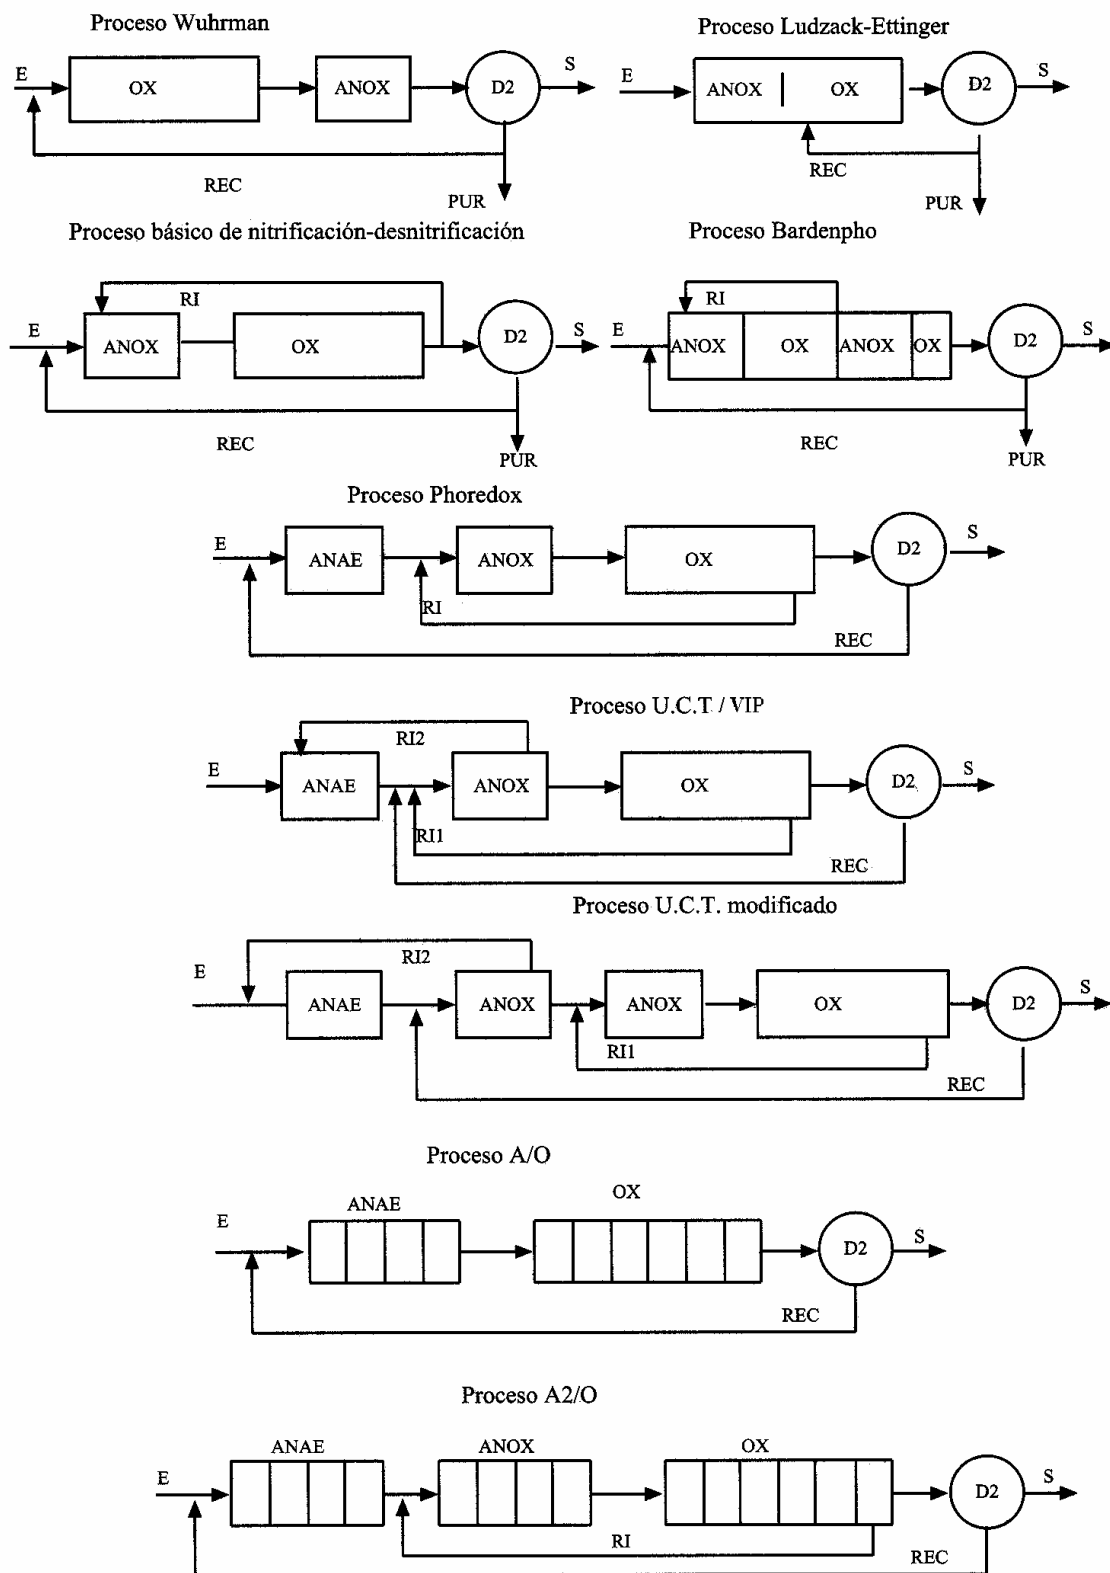 Proceso Wuhrman
E
OX
ANOX
D2
S
REC
PUR
Proceso Ludzack-Ettinger
E
ANOX
OX
D2
S
REC
PUR
Proceso básico de nitrificación-desnitrificación
E
RI
ANOX
OX
D2
S
REC
PUR
Proceso Bardenpho
E
RI
ANOX
OX
ANOX
OX
D2
S
REC
PUR
Proceso Phoredox
E
ANAE
ANOX
OX
D2
S
RI
REC
Proceso U.C.T / VIP
E
RI2
ANAE
ANOX
OX
D2
S
RI1
REC
Proceso U.C.T. modificado
E
RI2
ANAE
ANOX
ANOX
OX
D2
S
RI1
REC
Proceso A/O
E
ANAE
OX
D2
S
REC
Proceso A2/O
E
ANAE
ANOX
OX
D2
S
RI
REC